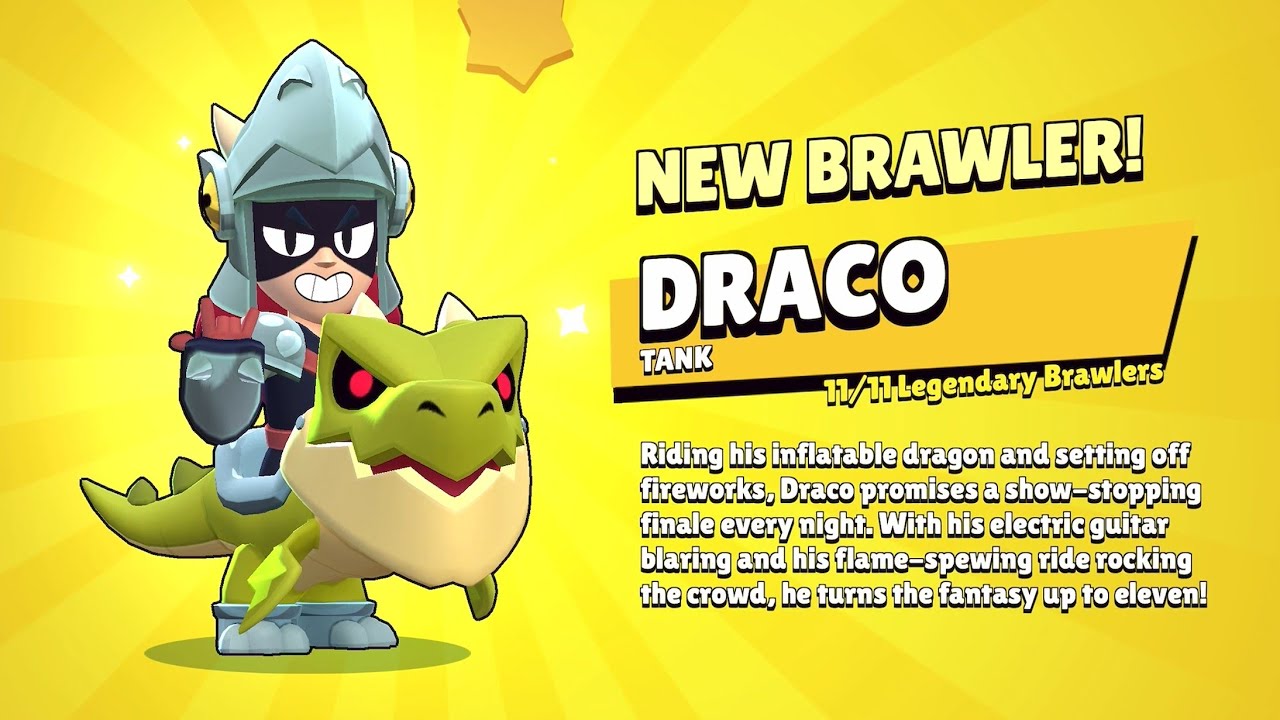 NEW BRAWLER!
DRACO
TANK
11/11 Legendary Brawlers
Riding his inflatable dragon and setting off
fireworks, Draco promises a show-stopping
finale every night. With his electric guitar
blaring and his flame-spewing ride rocking
the crowd, he turns the fantasy up to eleven!